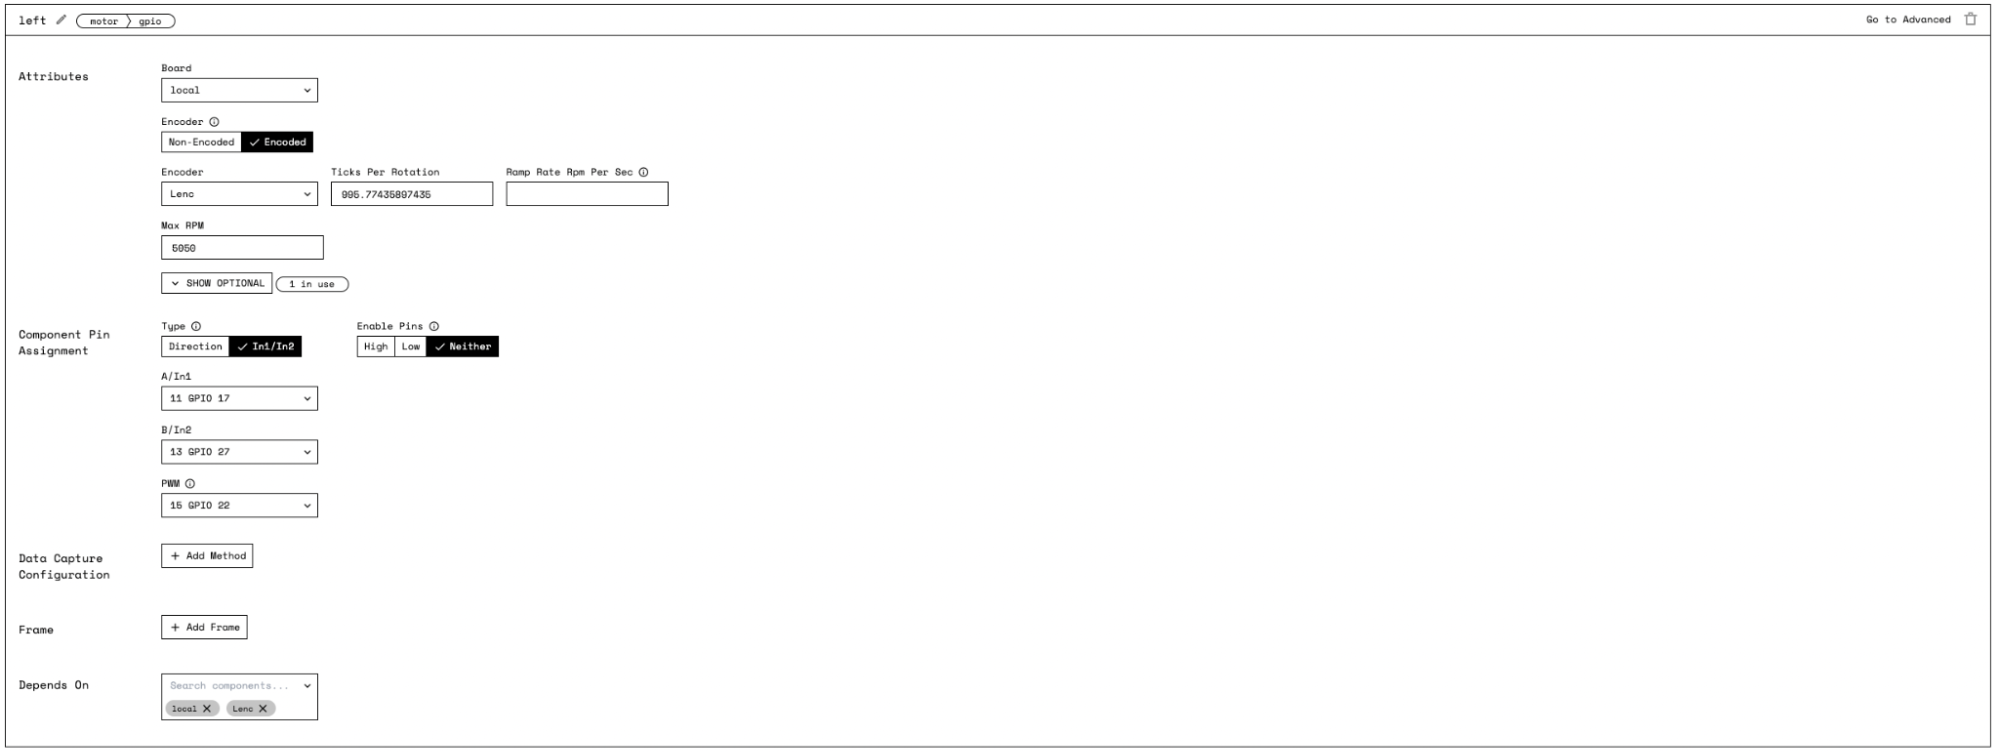 left motor gpio Go to Advanced
Attributes
Board
local
Encoder
Non-Encoded Encoded
Encoder Ticks Per Rotation Ramp Rate Rpm Per Sec
Lenc 995.77435897435
Max RPM
5050
SHOW OPTIONAL 1 in use
Component Pin
Assignment
Type Enable Pins
Direction In1/In2 High Low Neither
A/In1
11 GPIO 17
B/In2
13 GPIO 27
PWM
15 GPIO 22
Data Capture
Configuration
+ Add Method
Frame
+ Add Frame
Depends On
Search components...
local Lenc